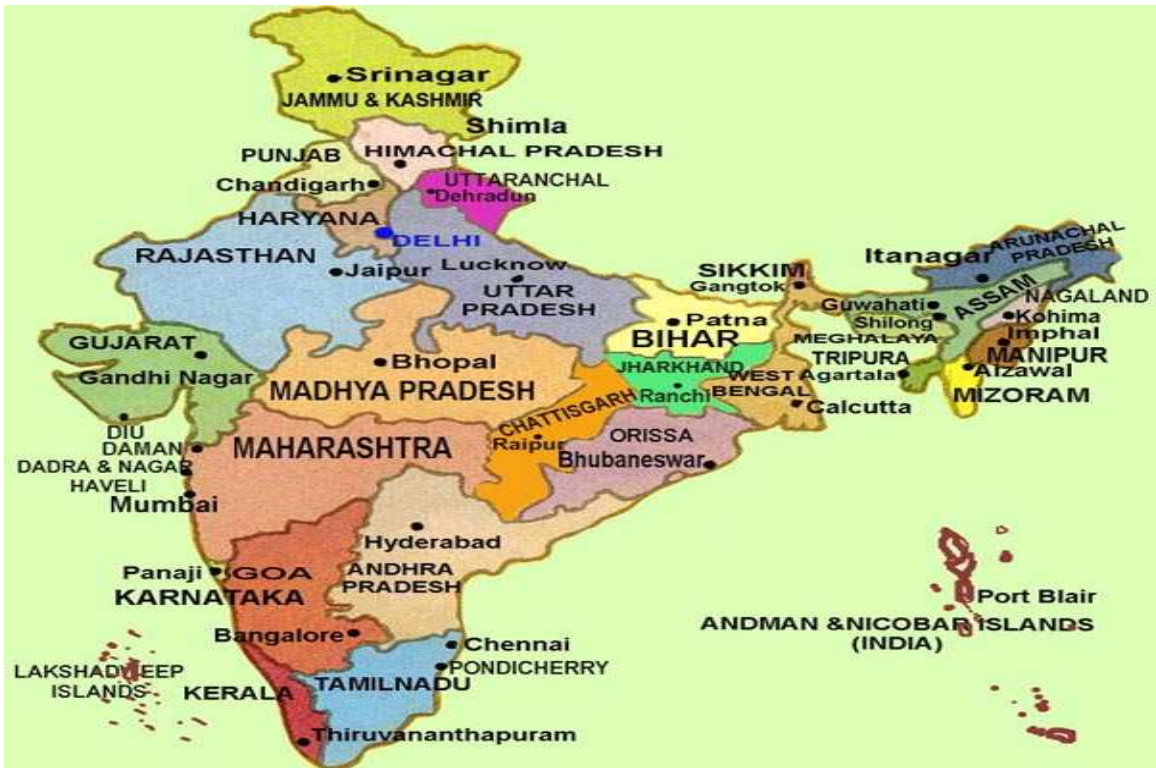 Srinagar
JAMMU & KASHMIR
Shimla
PUNJAB
HIMACHAL PRADESH
Chandigarh
UTTARANCHAL
Dehradun
HARYANA
DELHI
RAJASTHAN
Jaipur
Lucknow
UTTAR
PRADESH
SIKKIM
Gangtok
Itanagar
ARUNACHAL
PRADESH
ASSAM
Guwahati
Shilong
MEGHALAYA
NAGALAND
Kohima
Imphal
MANIPUR
TRIPURA
Agartala
Aizawal
MIZORAM
Patna
BIHAR
JHARKHAND
Ranchi
WEST
BENGAL
Calcutta
GUJARAT
Gandhi Nagar
Bhopal
MADHYA PRADESH
CHATTISGARH
Raipur
ORISSA
Bhubaneswar
DIU
DAMAN
DADRA & NAGAR
HAVELI
Mumbai
MAHARASHTRA
Hyderabad
ANDHRA
PRADESH
Panaji
GOA
KARNATAKA
Bangalore
Chennai
PONDICHERRY
LAKSHADWEEP
ISLANDS
KERALA
TAMILNADU
Thiruvananthapuram
Port Blair
ANDMAN &NICOBAR ISLANDS
(INDIA)